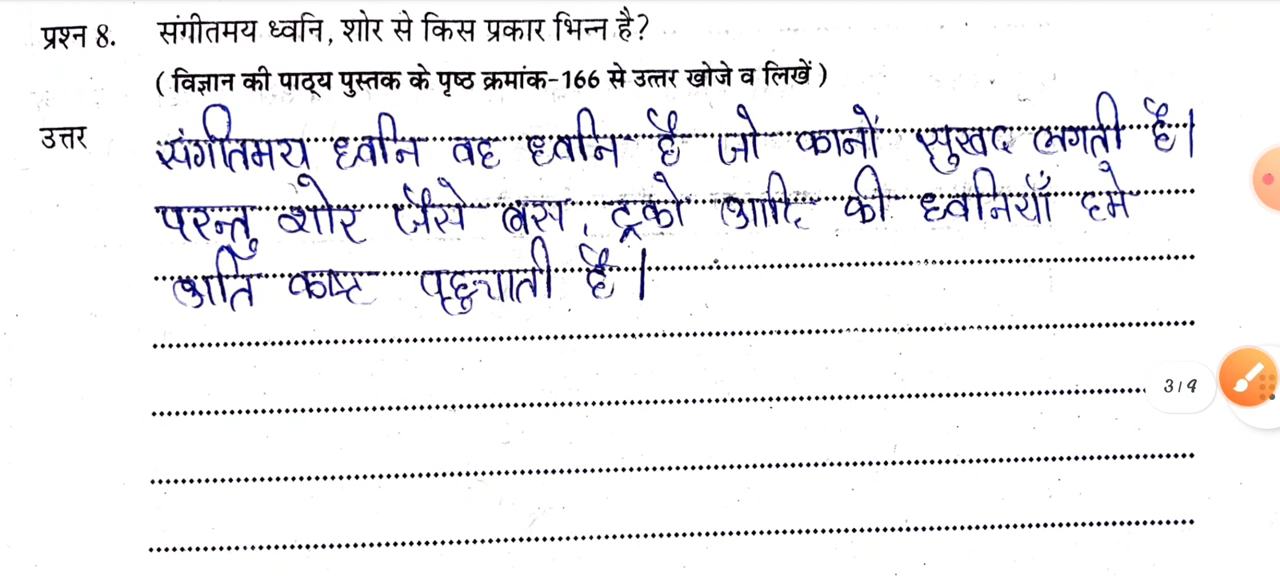 प्रश्न 8. संगीतमय ध्वनि, शोर से किस प्रकार भिन्न है?
( विज्ञान की पाठ्य पुस्तक के पृष्ठ क्रमांक-166 से उत्तर खोजे व लिखें )
उत्तर संगीतमय ध्वनि वह ध्वनि है जो कानों सुखद लगती है।
परन्तु शोर जैसे बस, ट्रको आदि की ध्वनियाँ हमे
अति कष्ट पहुचाती है।
3/9